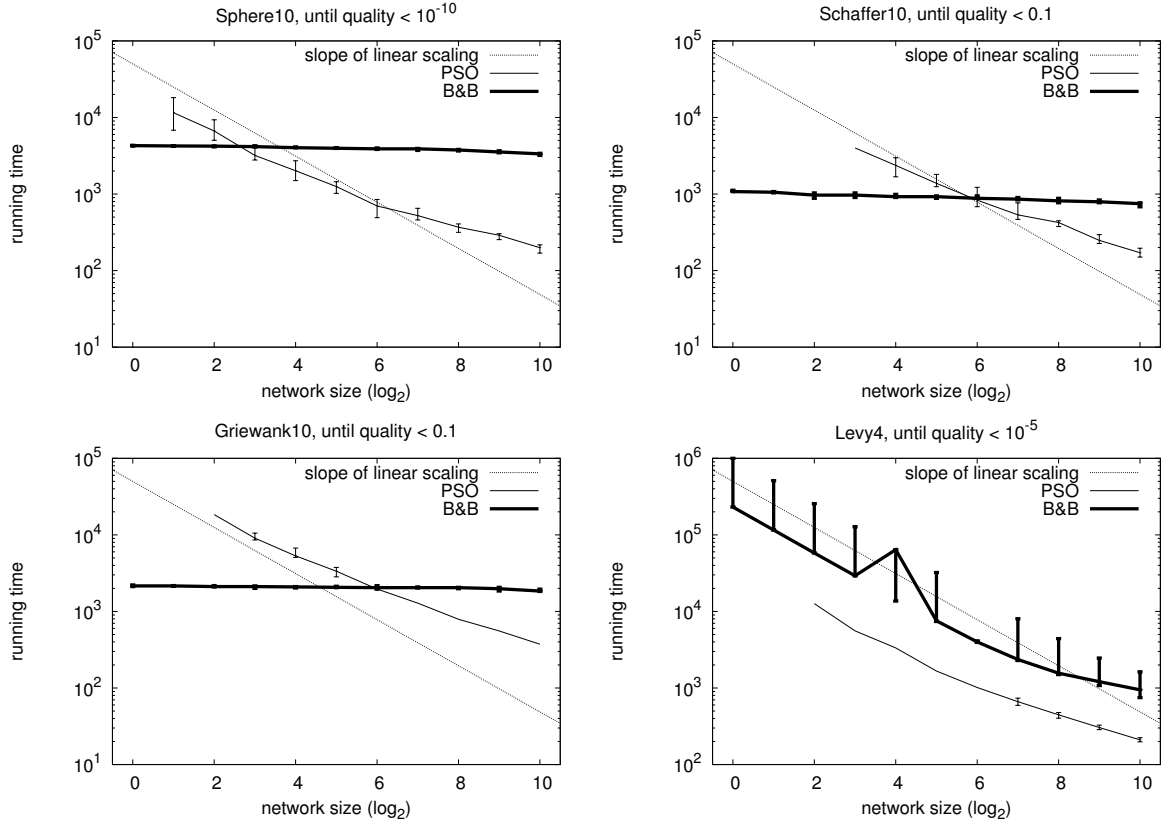 Sphere10, until quality < 10^-10
10^5
10^4
10^3
10^2
10^1
running time
slope of linear scaling
PSO
B&B
0 2 4 6 8 10
network size (log_2)
Schaffer10, until quality < 0.1
10^5
10^4
10^3
10^2
10^1
running time
slope of linear scaling
PSO
B&B
0 2 4 6 8 10
network size (log_2)
Griewank10, until quality < 0.1
10^5
10^4
10^3
10^2
10^1
running time
slope of linear scaling
PSO
B&B
0 2 4 6 8 10
network size (log_2)
Levy4, until quality < 10^-5
10^6
10^5
10^4
10^3
10^2
running time
slope of linear scaling
PSO
B&B
0 2 4 6 8 10
network size (log_2)